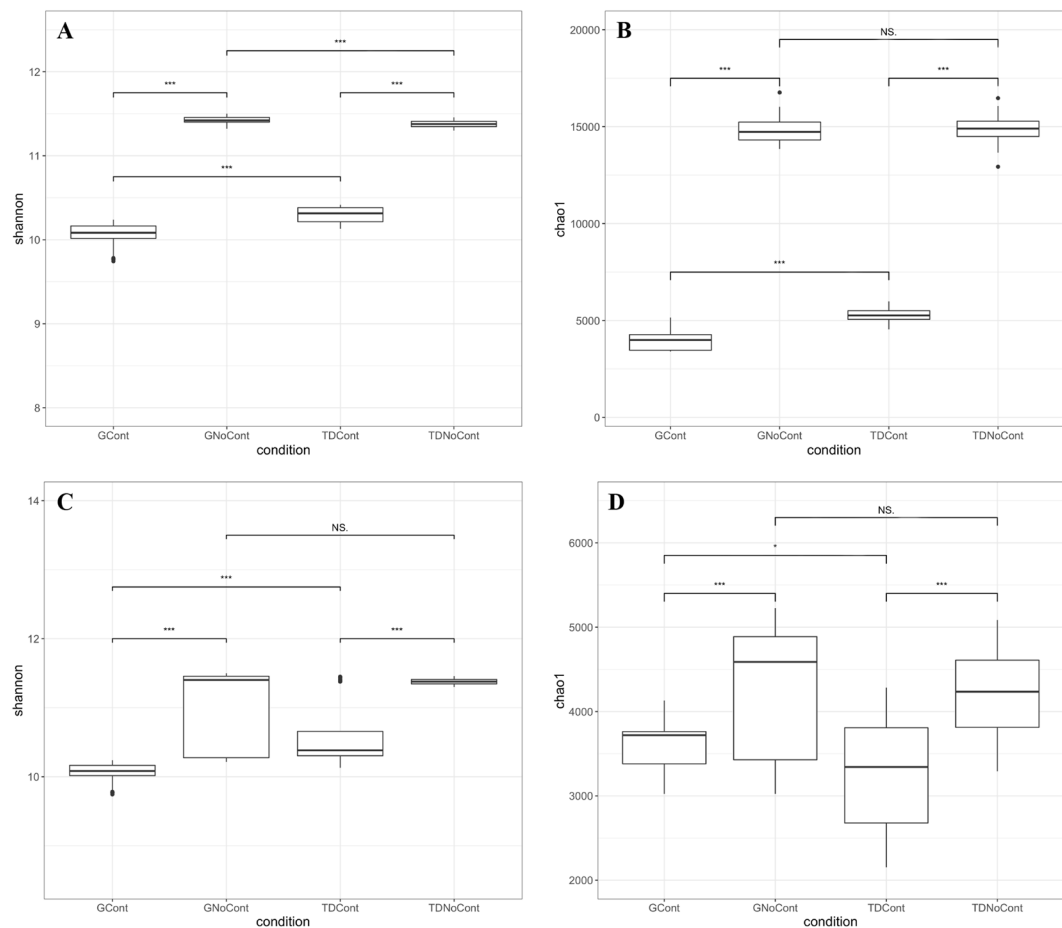 A
***
12
***
***
11
***
shannon
10
9
8
GCont GNoCont TDCont TDNoCont
condition
B
20000
NS.
***
***
15000
chao1
10000
***
5000
0
GCont GNoCont TDCont TDNoCont
condition
C
14
NS.
***
12
***
***
shannon
10
GCont GNoCont TDCont TDNoCont
condition
D
NS.
6000
*
***
***
5000
chao1
4000
3000
2000
GCont GNoCont TDCont TDNoCont
condition